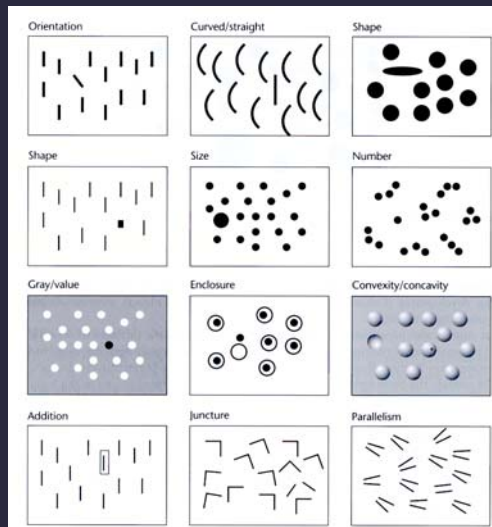 Orientation
Curved/straight
Shape
Shape
Size
Number
Gray/value
Enclosure
Convexity/concavity
Addition
Juncture
Parallelism